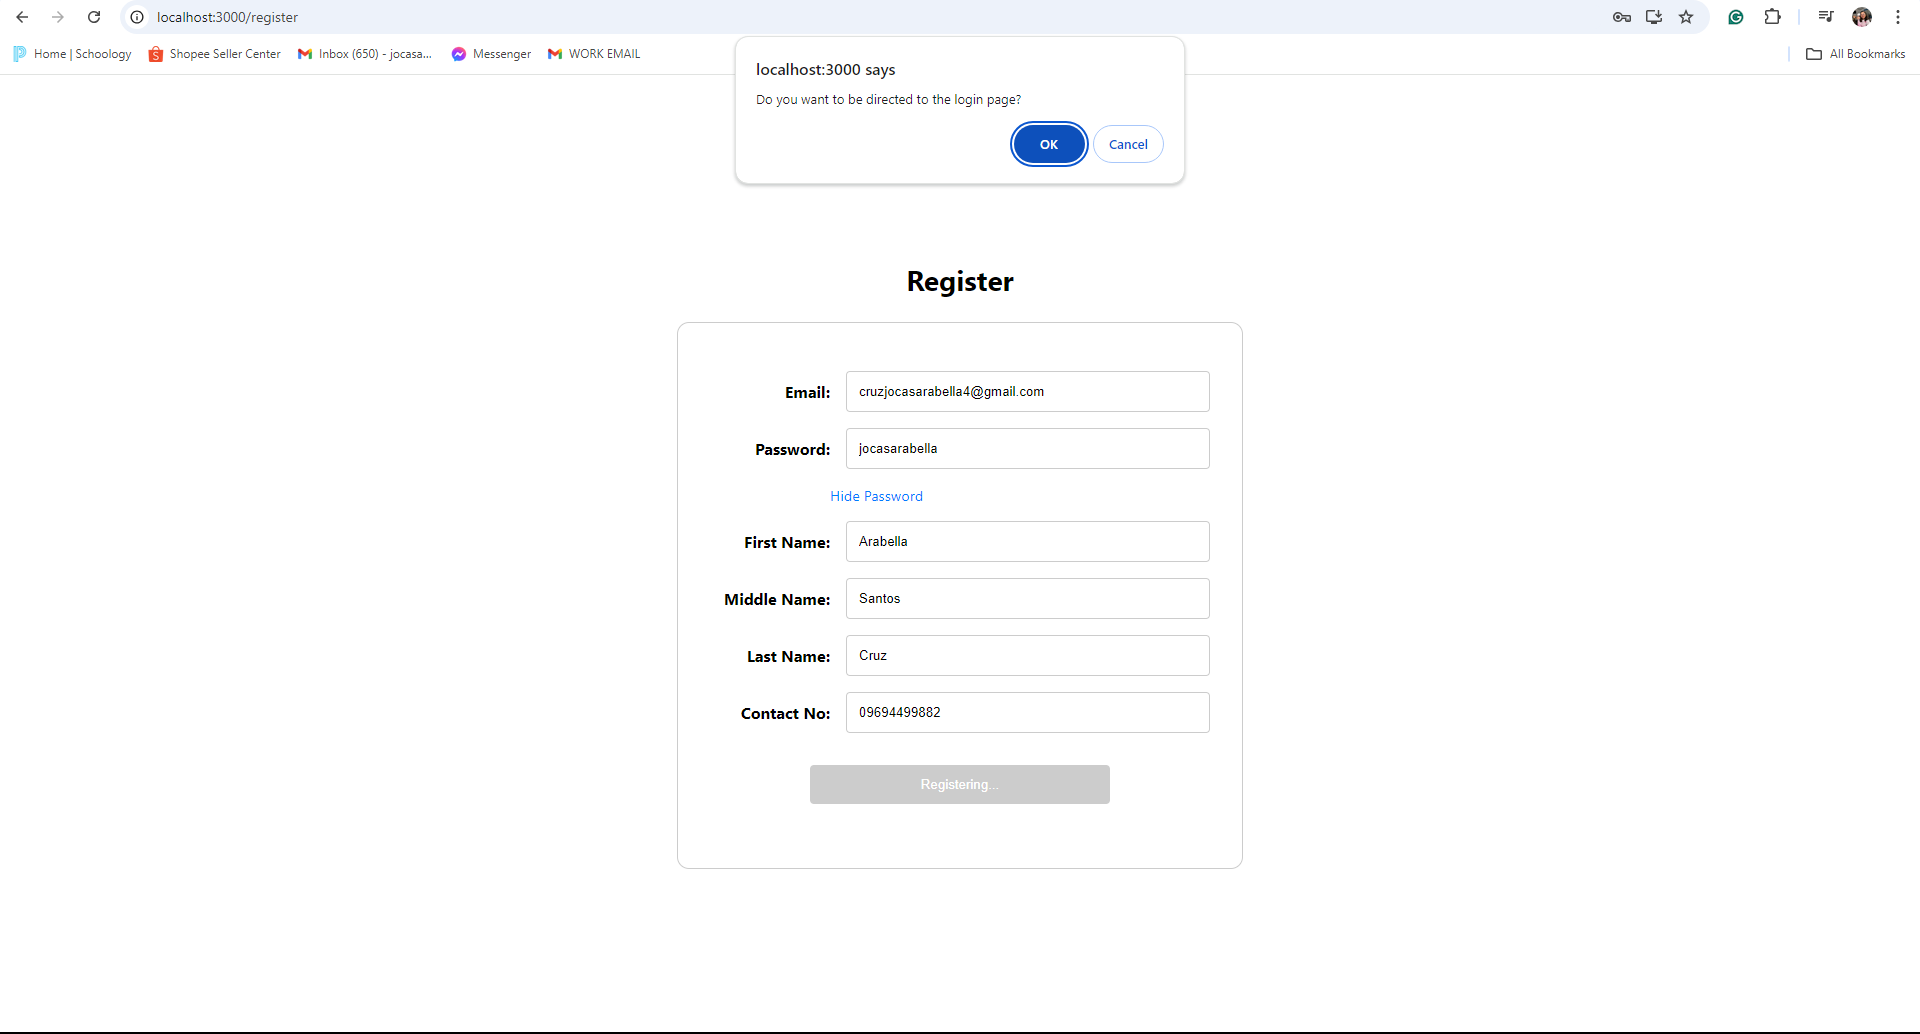 localhost:3000/register
Home | Schoology Shopee Seller Center Inbox (650) - jocasa... Messenger WORK EMAIL All Bookmarks
localhost:3000 says
Do you want to be directed to the login page?
OK Cancel
Register
Email: cruzjocasarabella4@gmail.com
Password: jocasarabella
Hide Password
First Name: Arabella
Middle Name: Santos
Last Name: Cruz
Contact No: 09694499882
Registering...